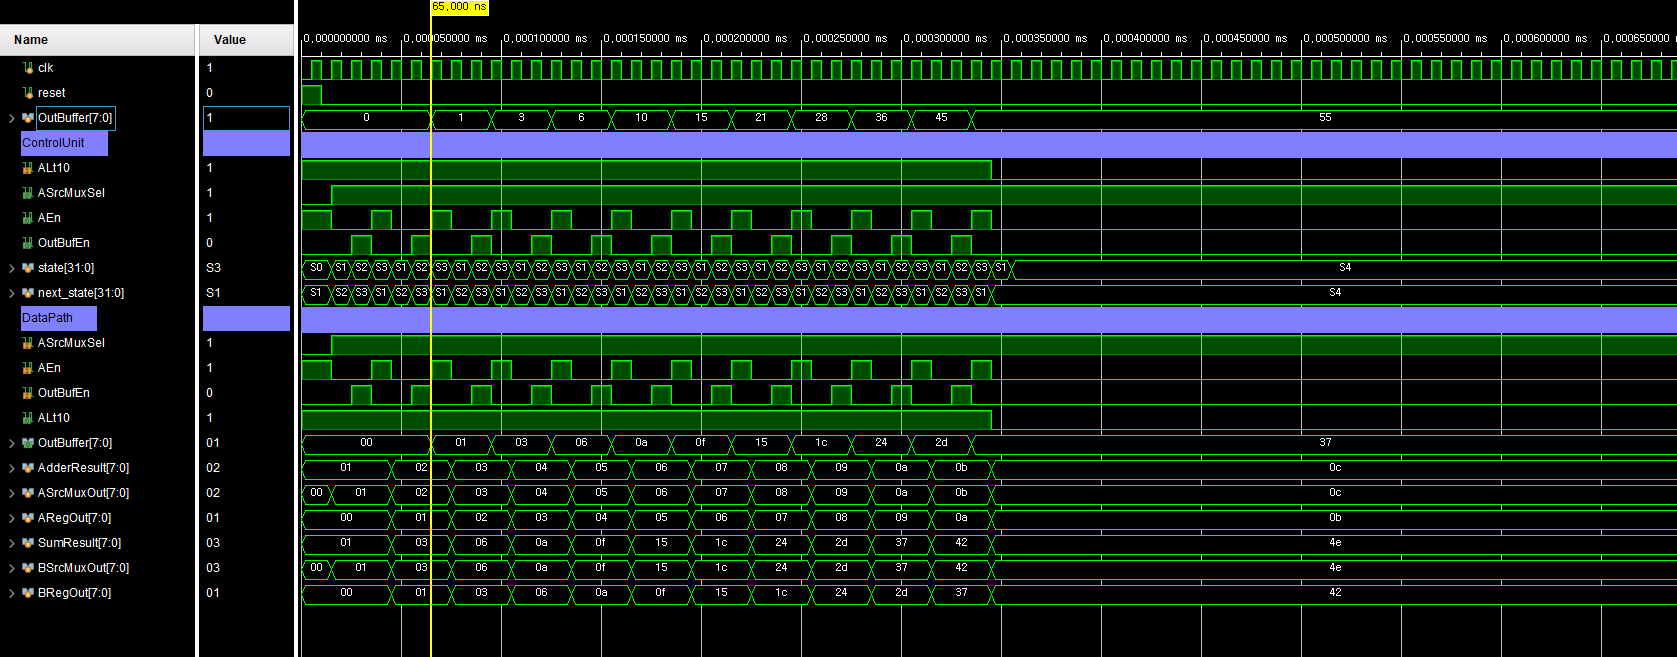 65,000 ns
Name Value 0,000000000 ms 0,000050000 ms 0,000100000 ms 0,000150000 ms 0,000200000 ms 0,000250000 ms 0,000300000 ms 0,000350000 ms 0,000400000 ms 0,000450000 ms 0,000500000 ms 0,000550000 ms 0,000600000 ms 0,000650000
clk 1
reset 0
OutBuffer[7:0] 1 0 1 3 6 10 15 21 28 36 45 55
ControlUnit
ALt10 1
ASrcMuxSel 1
AEn 1
OutBufEn 0
state[31:0] S3 S0 S1 S2 S3 S1 S2 S3 S1 S2 S3 S1 S2 S3 S1 S2 S3 S1 S2 S3 S1 S2 S3 S1 S2 S3 S1 S2 S3 S1 S2 S3 S1 S2 S3 S1 S4
next_state[31:0] S1 S1 S2 S3 S1 S2 S3 S1 S2 S3 S1 S2 S3 S1 S2 S3 S1 S2 S3 S1 S2 S3 S1 S2 S3 S1 S2 S3 S1 S2 S3 S1 S2 S3 S1 S4
DataPath
ASrcMuxSel 1
AEn 1
OutBufEn 0
ALt10 1
OutBuffer[7:0] 01 00 01 03 06 0a 0f 15 1c 24 2d 37
AdderResult[7:0] 02 01 02 03 04 05 06 07 08 09 0a 0b 0c
ASrcMuxOut[7:0] 02 00 01 02 03 04 05 06 07 08 09 0a 0b 0c
ARegOut[7:0] 01 00 01 02 03 04 05 06 07 08 09 0a 0b
SumResult[7:0] 03 01 03 06 0a 0f 15 1c 24 2d 37 42 4e
BSrcMuxOut[7:0] 03 00 01 03 06 0a 0f 15 1c 24 2d 37 42 4e
BRegOut[7:0] 01 00 01 03 06 0a 0f 15 1c 24 2d 37 42